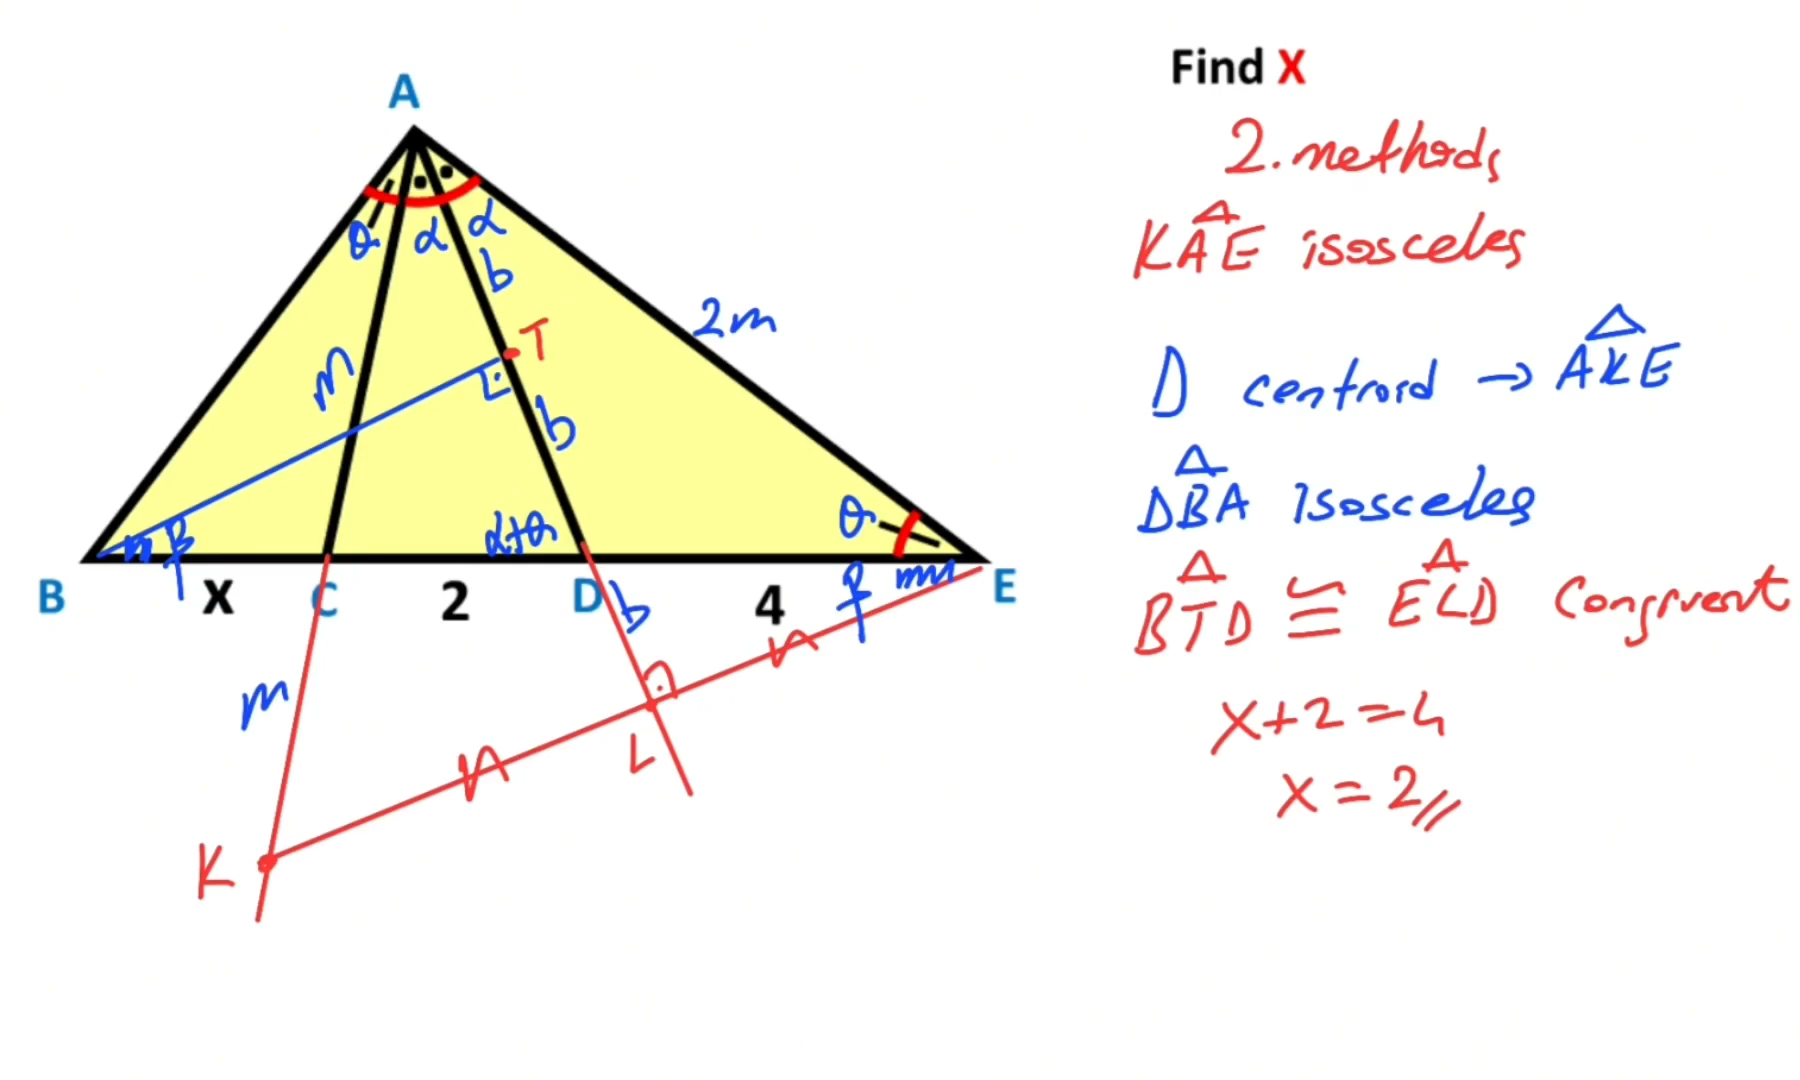 Find X
2. methods
KAE isosceles
D centroid → AKE
DBA Isosceles
BTD ≅ ELD Congruent
x+2=4
x=2//
A
θ α α
b
2m
T
m
b
θ
α+θ
B X C 2 D 4 E
b
n
m
n
L
K